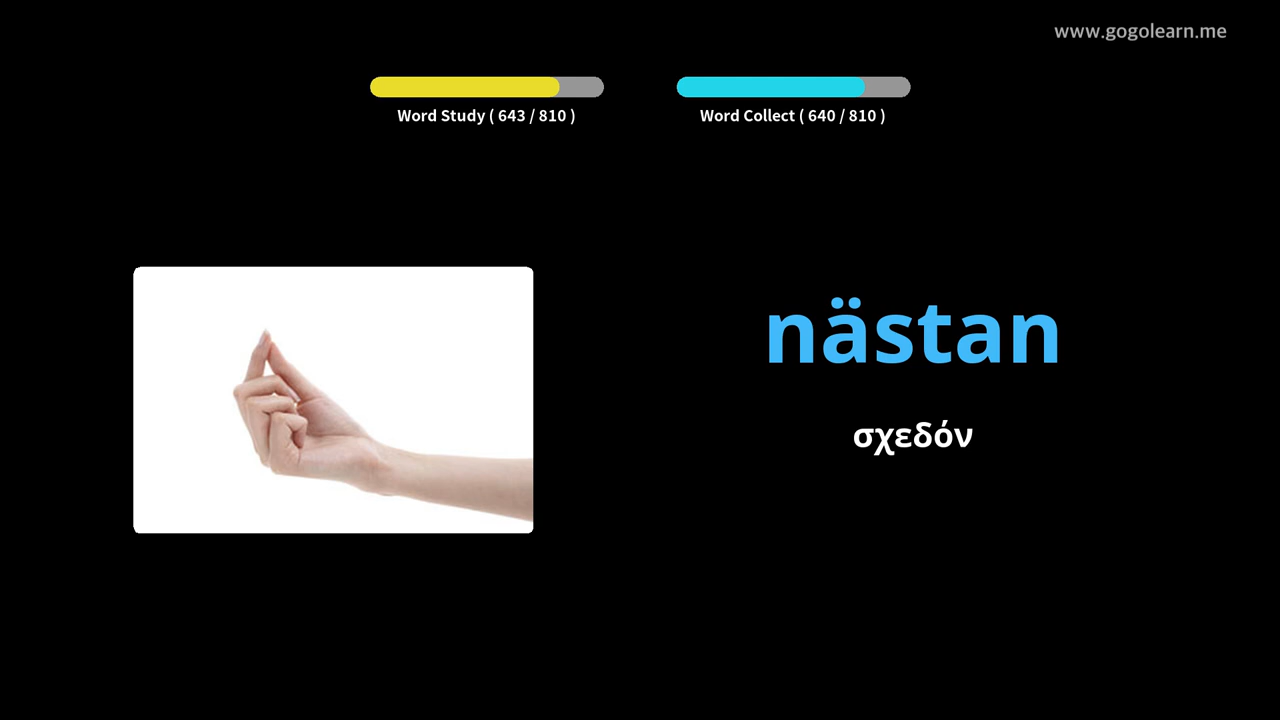 www.gogolearn.me
Word Study ( 643 / 810 )
Word Collect ( 640 / 810 )
nästan
σχεδόν